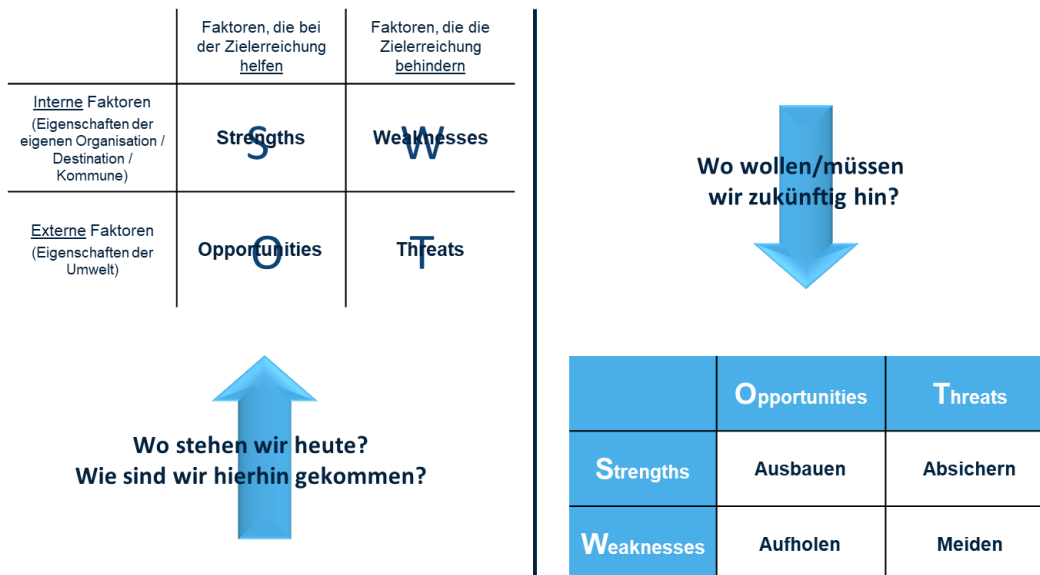 Faktoren, die bei
der Zielerreichung
helfen
Faktoren, die die
Zielerreichung
behindern
Interne Faktoren
(Eigenschaften der
eigenen Organisation /
Destination /
Kommune)
S
Strengths
W
Weaknesses
Externe Faktoren
(Eigenschaften der
Umwelt)
O
Opportunities
T
Threats
Wo stehen wir heute?
Wie sind wir hierhin gekommen?
Wo wollen/müssen
wir zukünftig hin?
Opportunities
Threats
Strengths
Ausbauen
Absichern
Weaknesses
Aufholen
Meiden